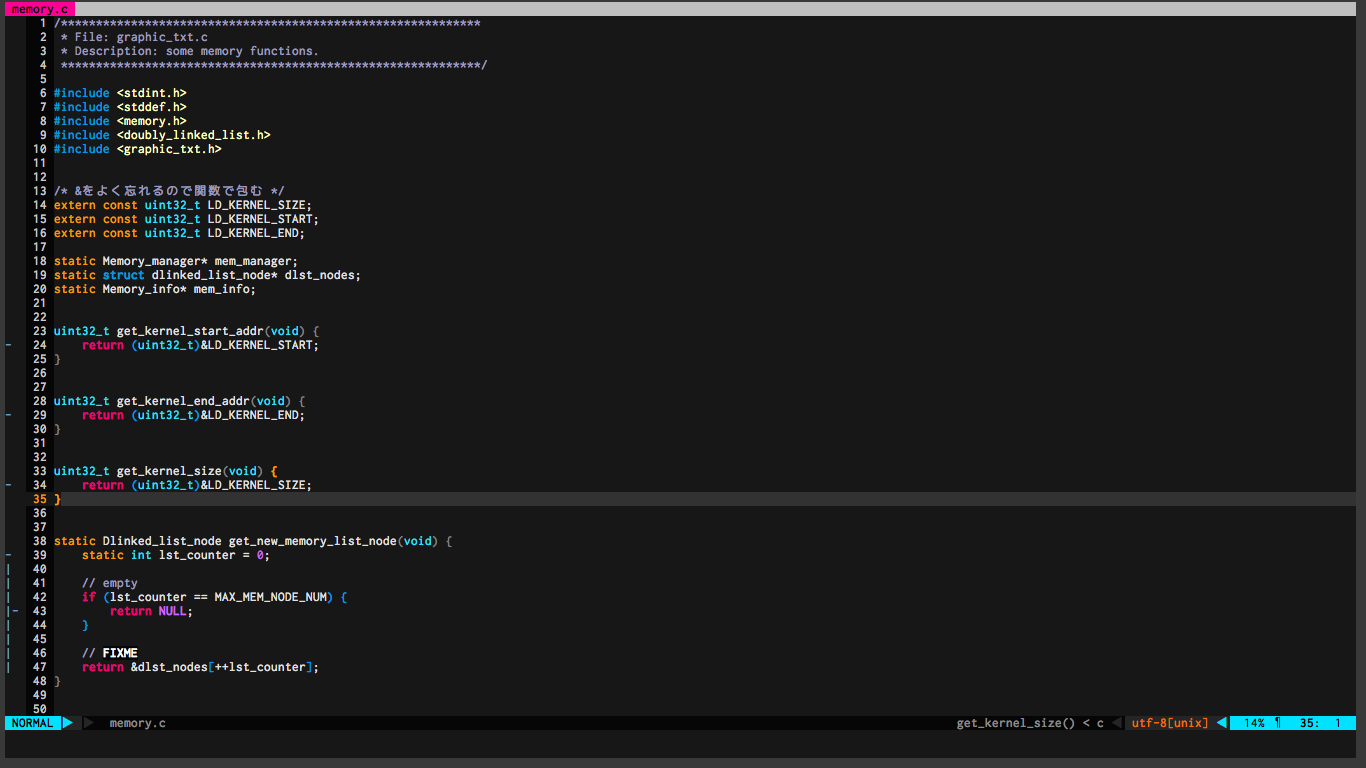 memory.c
1 /************************************************************
2  * File: graphic_txt.c
3  * Description: some memory functions.
4  ************************************************************/
5
6 #include <stdint.h>
7 #include <stddef.h>
8 #include <memory.h>
9 #include <doubly_linked_list.h>
10 #include <graphic_txt.h>
11
12
13 /* &をよく忘れるので関数で包む */
14 extern const uint32_t LD_KERNEL_SIZE;
15 extern const uint32_t LD_KERNEL_START;
16 extern const uint32_t LD_KERNEL_END;
17
18 static Memory_manager* mem_manager;
19 static struct dlinked_list_node* dlst_nodes;
20 static Memory_info* mem_info;
21
22
23 uint32_t get_kernel_start_addr(void) {
- 24     return (uint32_t)&LD_KERNEL_START;
25 }
26
27
28 uint32_t get_kernel_end_addr(void) {
- 29     return (uint32_t)&LD_KERNEL_END;
30 }
31
32
33 uint32_t get_kernel_size(void) {
- 34     return (uint32_t)&LD_KERNEL_SIZE;
35 }
36
37
38 static Dlinked_list_node get_new_memory_list_node(void) {
- 39     static int lst_counter = 0;
| 40
| 41     // empty
| 42     if (lst_counter == MAX_MEM_NODE_NUM) {
|- 43         return NULL;
| 44     }
| 45
| 46     // FIXME
| 47     return &dlst_nodes[++lst_counter];
48 }
49
50
NORMAL memory.c get_kernel_size() < c utf-8[unix] 14% ¶ 35: 1